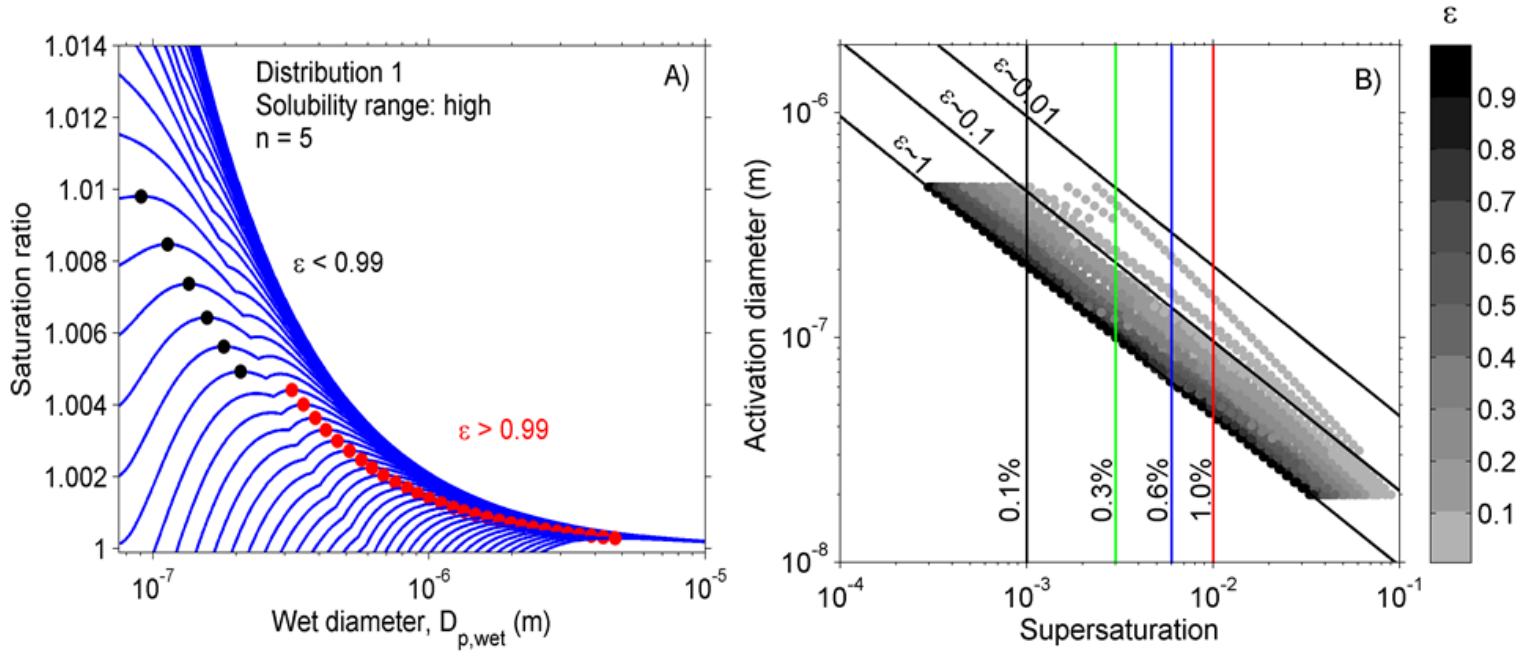 Distribution 1
Solubility range: high
n = 5
A)
ε < 0.99
ε > 0.99
Saturation ratio
1.014
1.012
1.01
1.008
1.006
1.004
1.002
1
10⁻⁷
10⁻⁶
10⁻⁵
Wet diameter, D_p,wet (m)
B)
ε~0.01
ε~0.1
ε~1
0.1%
0.3%
0.6%
1.0%
Activation diameter (m)
10⁻⁶
10⁻⁷
10⁻⁸
10⁻⁴
10⁻³
10⁻²
10⁻¹
Supersaturation
ε
0.9
0.8
0.7
0.6
0.5
0.4
0.3
0.2
0.1